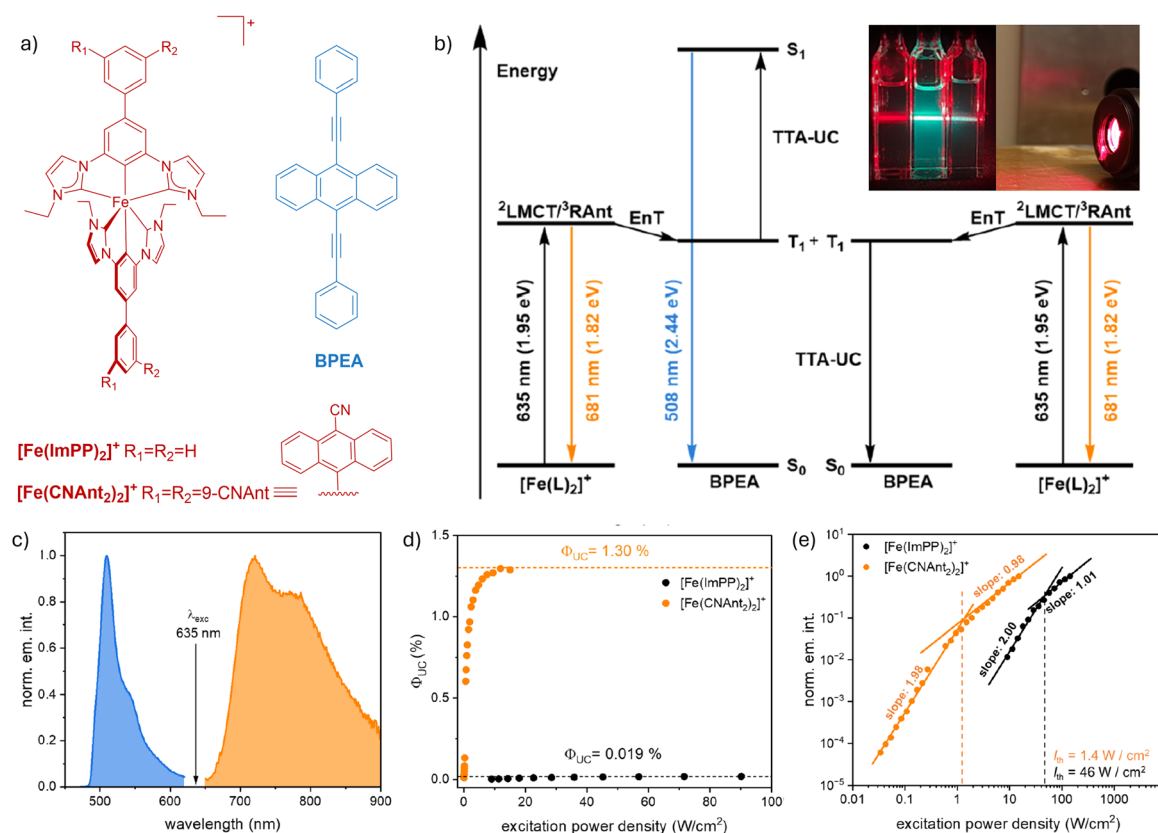 a)
R₁
R₂
+
N
N
N
N
Fe
N
N
N
N
R₁
R₂
BPEA
CN
[Fe(ImPP)₂]⁺ R₁=R₂=H
[Fe(CNAnt₂)₂]⁺ R₁=R₂=9-CNAnt
b)
Energy
S₁
TTA-UC
²LMCT/³RAnt
EnT
T₁ + T₁
EnT
²LMCT/³RAnt
635 nm (1.95 eV)
681 nm (1.82 eV)
508 nm (2.44 eV)
TTA-UC
635 nm (1.95 eV)
681 nm (1.82 eV)
S₀
S₀
[Fe(L)₂]⁺
BPEA
BPEA
[Fe(L)₂]⁺
c)
norm. em. int.
1.0
0.8
0.6
0.4
0.2
0.0
λexc
635 nm
500
600
700
800
900
wavelength (nm)
d)
Φ_UC (%)
1.5
1.0
0.5
0.0
Φ_UC= 1.30 %
[Fe(ImPP)₂]⁺
[Fe(CNAnt₂)₂]⁺
Φ_UC= 0.019 %
0
20
40
60
80
100
excitation power density (W/cm²)
(e)
norm. em. int.
10¹
10⁰
10⁻¹
10⁻²
10⁻³
10⁻⁴
10⁻⁵
[Fe(ImPP)₂]⁺
[Fe(CNAnt₂)₂]⁺
slope: 0.98
slope: 1.01
slope: 2.00
slope: 1.98
I_th = 1.4 W / cm²
I_th = 46 W / cm²
0.01
0.1
1
10
100
1000
excitation power density (W/cm²)